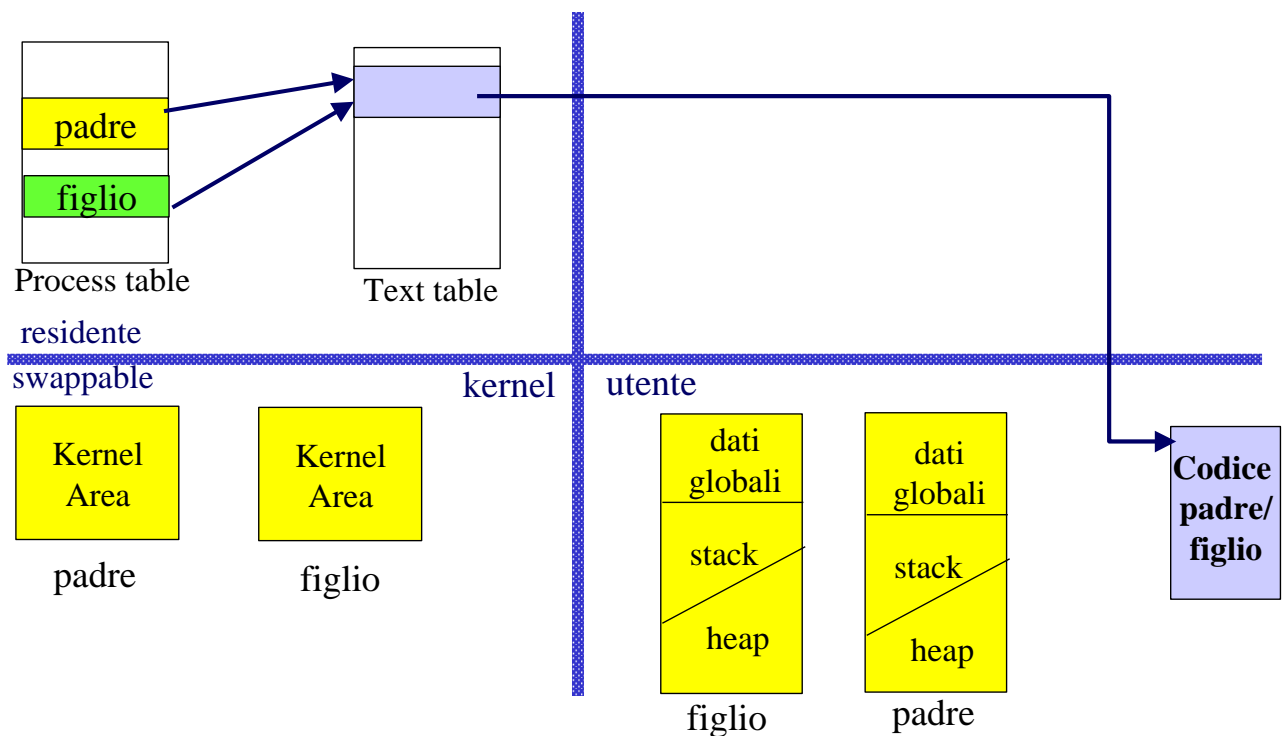 padre
figlio
Process table
Text table
residente
swappable
kernel
utente
Kernel
Area
padre
Kernel
Area
figlio
dati
globali
stack
heap
figlio
dati
globali
stack
heap
padre
Codice
padre/
figlio